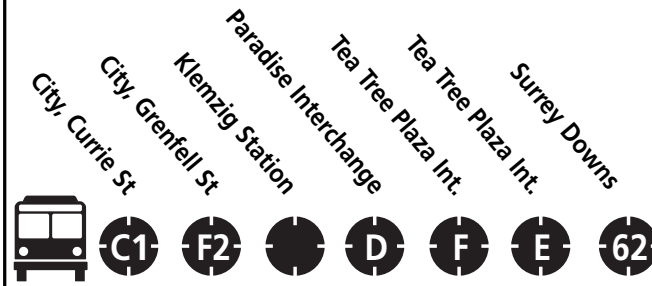 City, Currie St
City, Grenfell St
Klemzig Station
Paradise Interchange
Tea Tree Plaza Int.
Tea Tree Plaza Int.
Surrey Downs
C1
F2
D
F
E
62